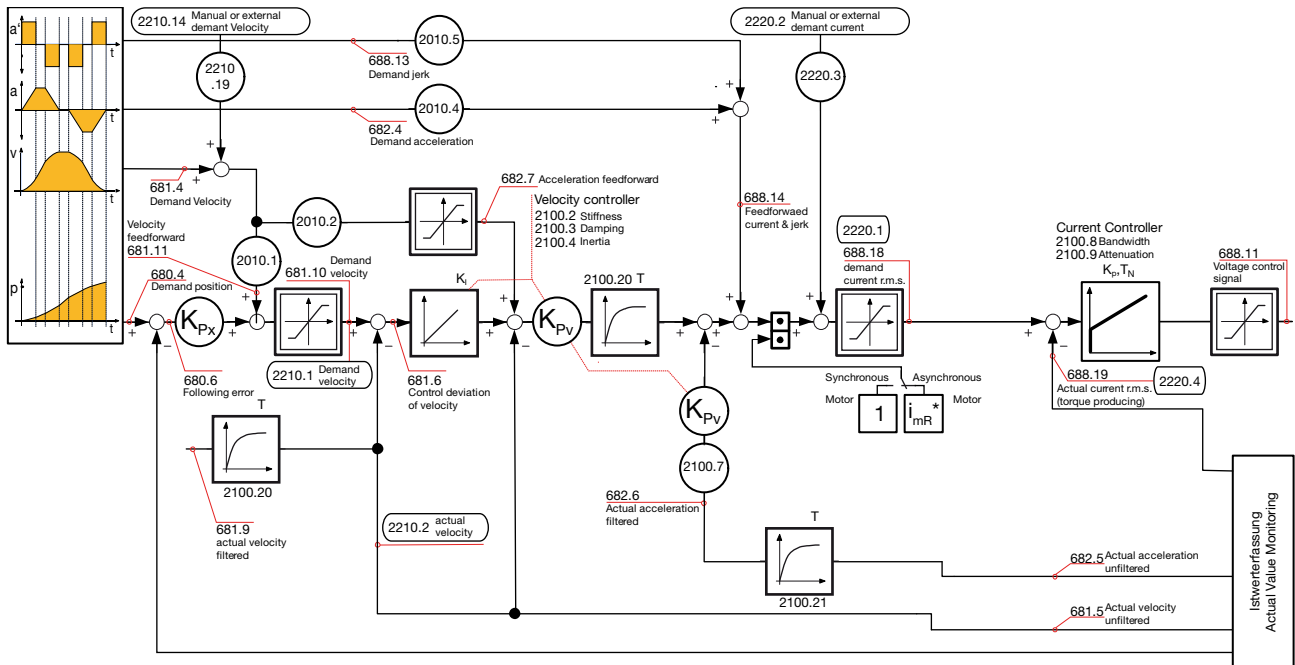 a'
t
a
t
v
t
p
t
2210.14 Manual or external
demant Velocity
2210
.19
2010.5
688.13
Demand jerk
2010.4
682.4
Demand acceleration
2220.2 Manual or external
demant current
2220.3
+
+
+
+
681.4
Demand Velocity
Velocity
feedforward
681.11
2010.1
2010.2
682.7 Acceleration feedforward
Velocity controller
2100.2 Stiffness
2100.3 Damping
2100.4 Inertia
688.14
Feedforwaed
current & jerk
2220.1
688.18
demand
current r.m.s.
Current Controller
2100.8 Bandwidth
2100.9 Attenuation
KP,TN
688.11
Voltage control
signal
680.4
Demand position
681.10 Demand
velocity
KI
2100.20 T
+
−
KPx
+
+
+
−
+
+
−
KPv
+
−
+
+
+
+
+
−
680.6
Following error
2210.1 Demand
velocity
681.6
Control deviation
of velocity
KPv
Synchronous
Motor
1
Asynchronous
Motor
imR*
688.19
Actual current r.m.s.
(torque producing)
2220.4
T
2100.20
681.9
actual velocity
filtered
2210.2 actual
velocity
2100.7
682.6
Actual acceleration
filtered
T
2100.21
682.5 Actual acceleration
unfiltered
681.5 Actual velocity
unfiltered
Istwerterfassung
Actual Value Monitoring